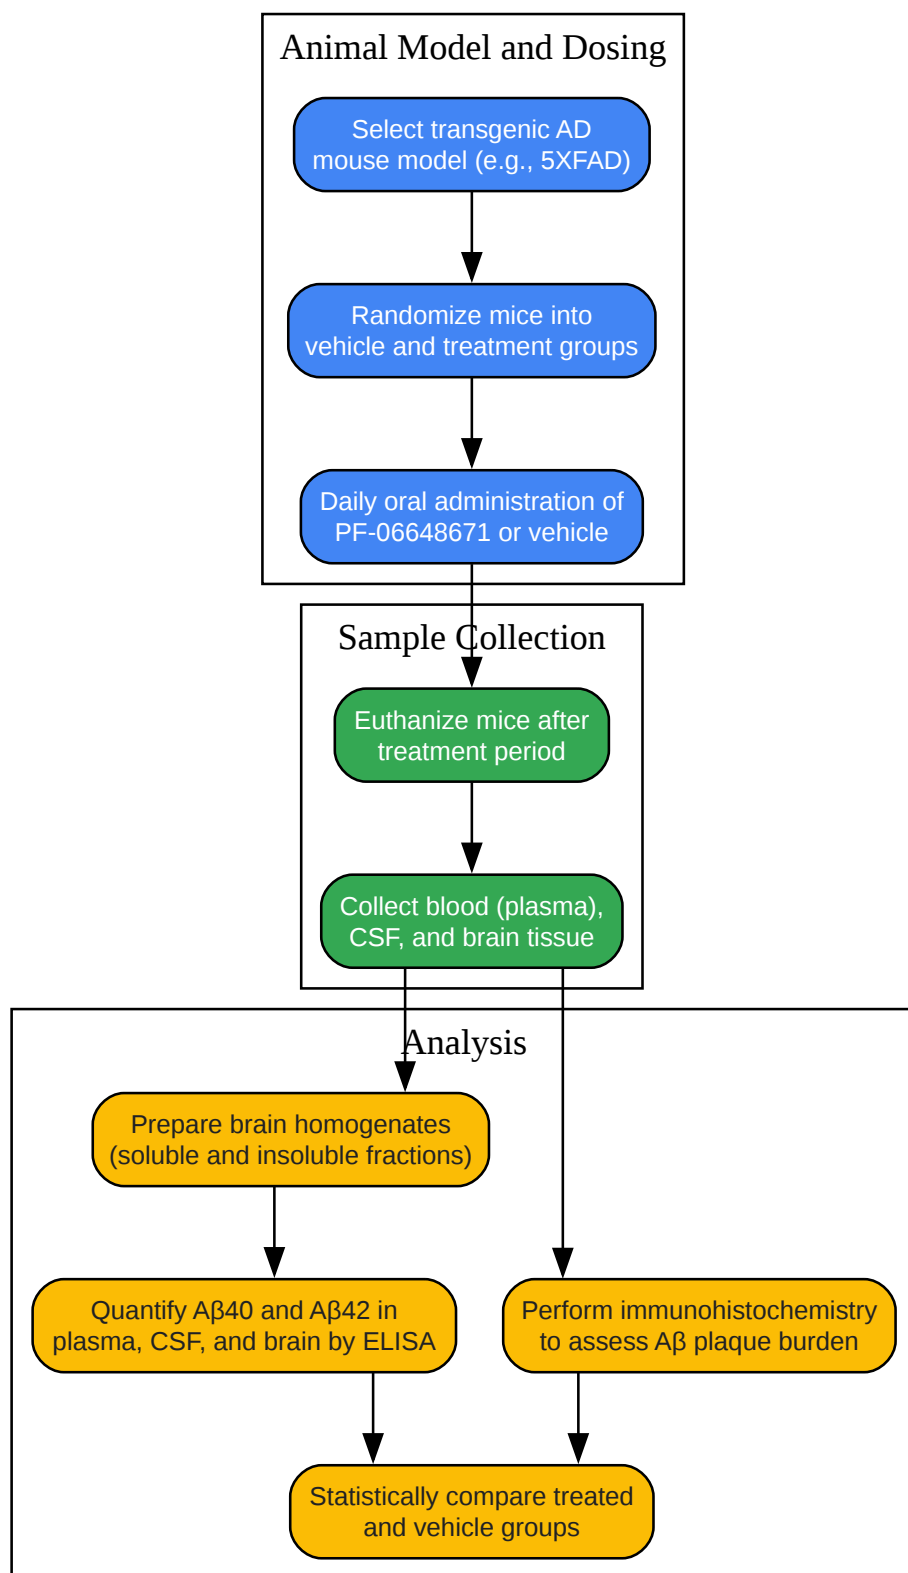 Animal Model and Dosing
Select transgenic AD
mouse model (e.g., 5XFAD)
Randomize mice into
vehicle and treatment groups
Daily oral administration of
PF-06648671 or vehicle
Sample Collection
Euthanize mice after
treatment period
Collect blood (plasma),
CSF, and brain tissue
Analysis
Prepare brain homogenates
(soluble and insoluble fractions)
Quantify Aβ40 and Aβ42 in
plasma, CSF, and brain by ELISA
Perform immunohistochemistry
to assess Aβ plaque burden
Statistically compare treated
and vehicle groups